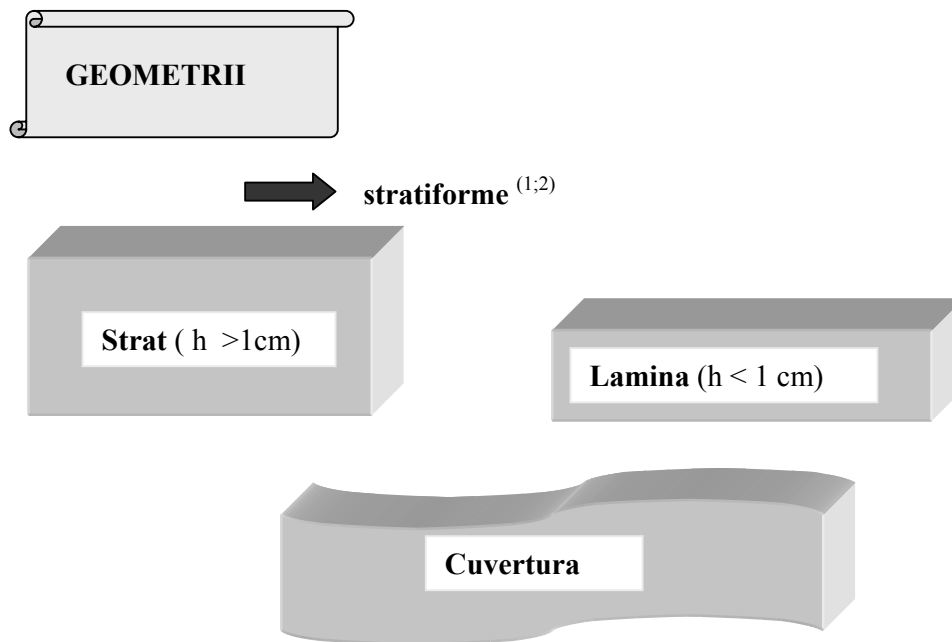 GEOMETRII
stratiforme (1;2)
Strat ( h >1cm)
Lamina (h < 1 cm)
Cuvertura